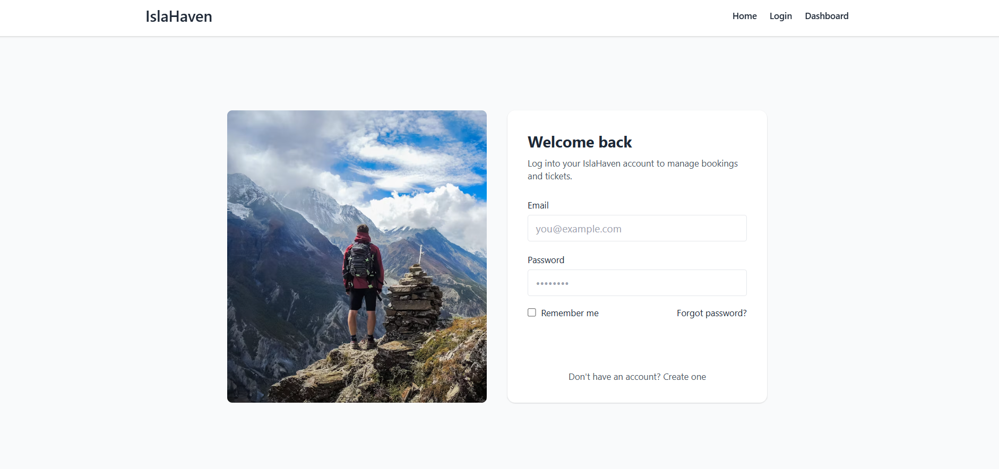 IslaHaven
Home Login Dashboard
Welcome back
Log into your IslaHaven account to manage bookings
and tickets.
Email
you@example.com
Password
••••••••
Remember me Forgot password?
Don't have an account? Create one